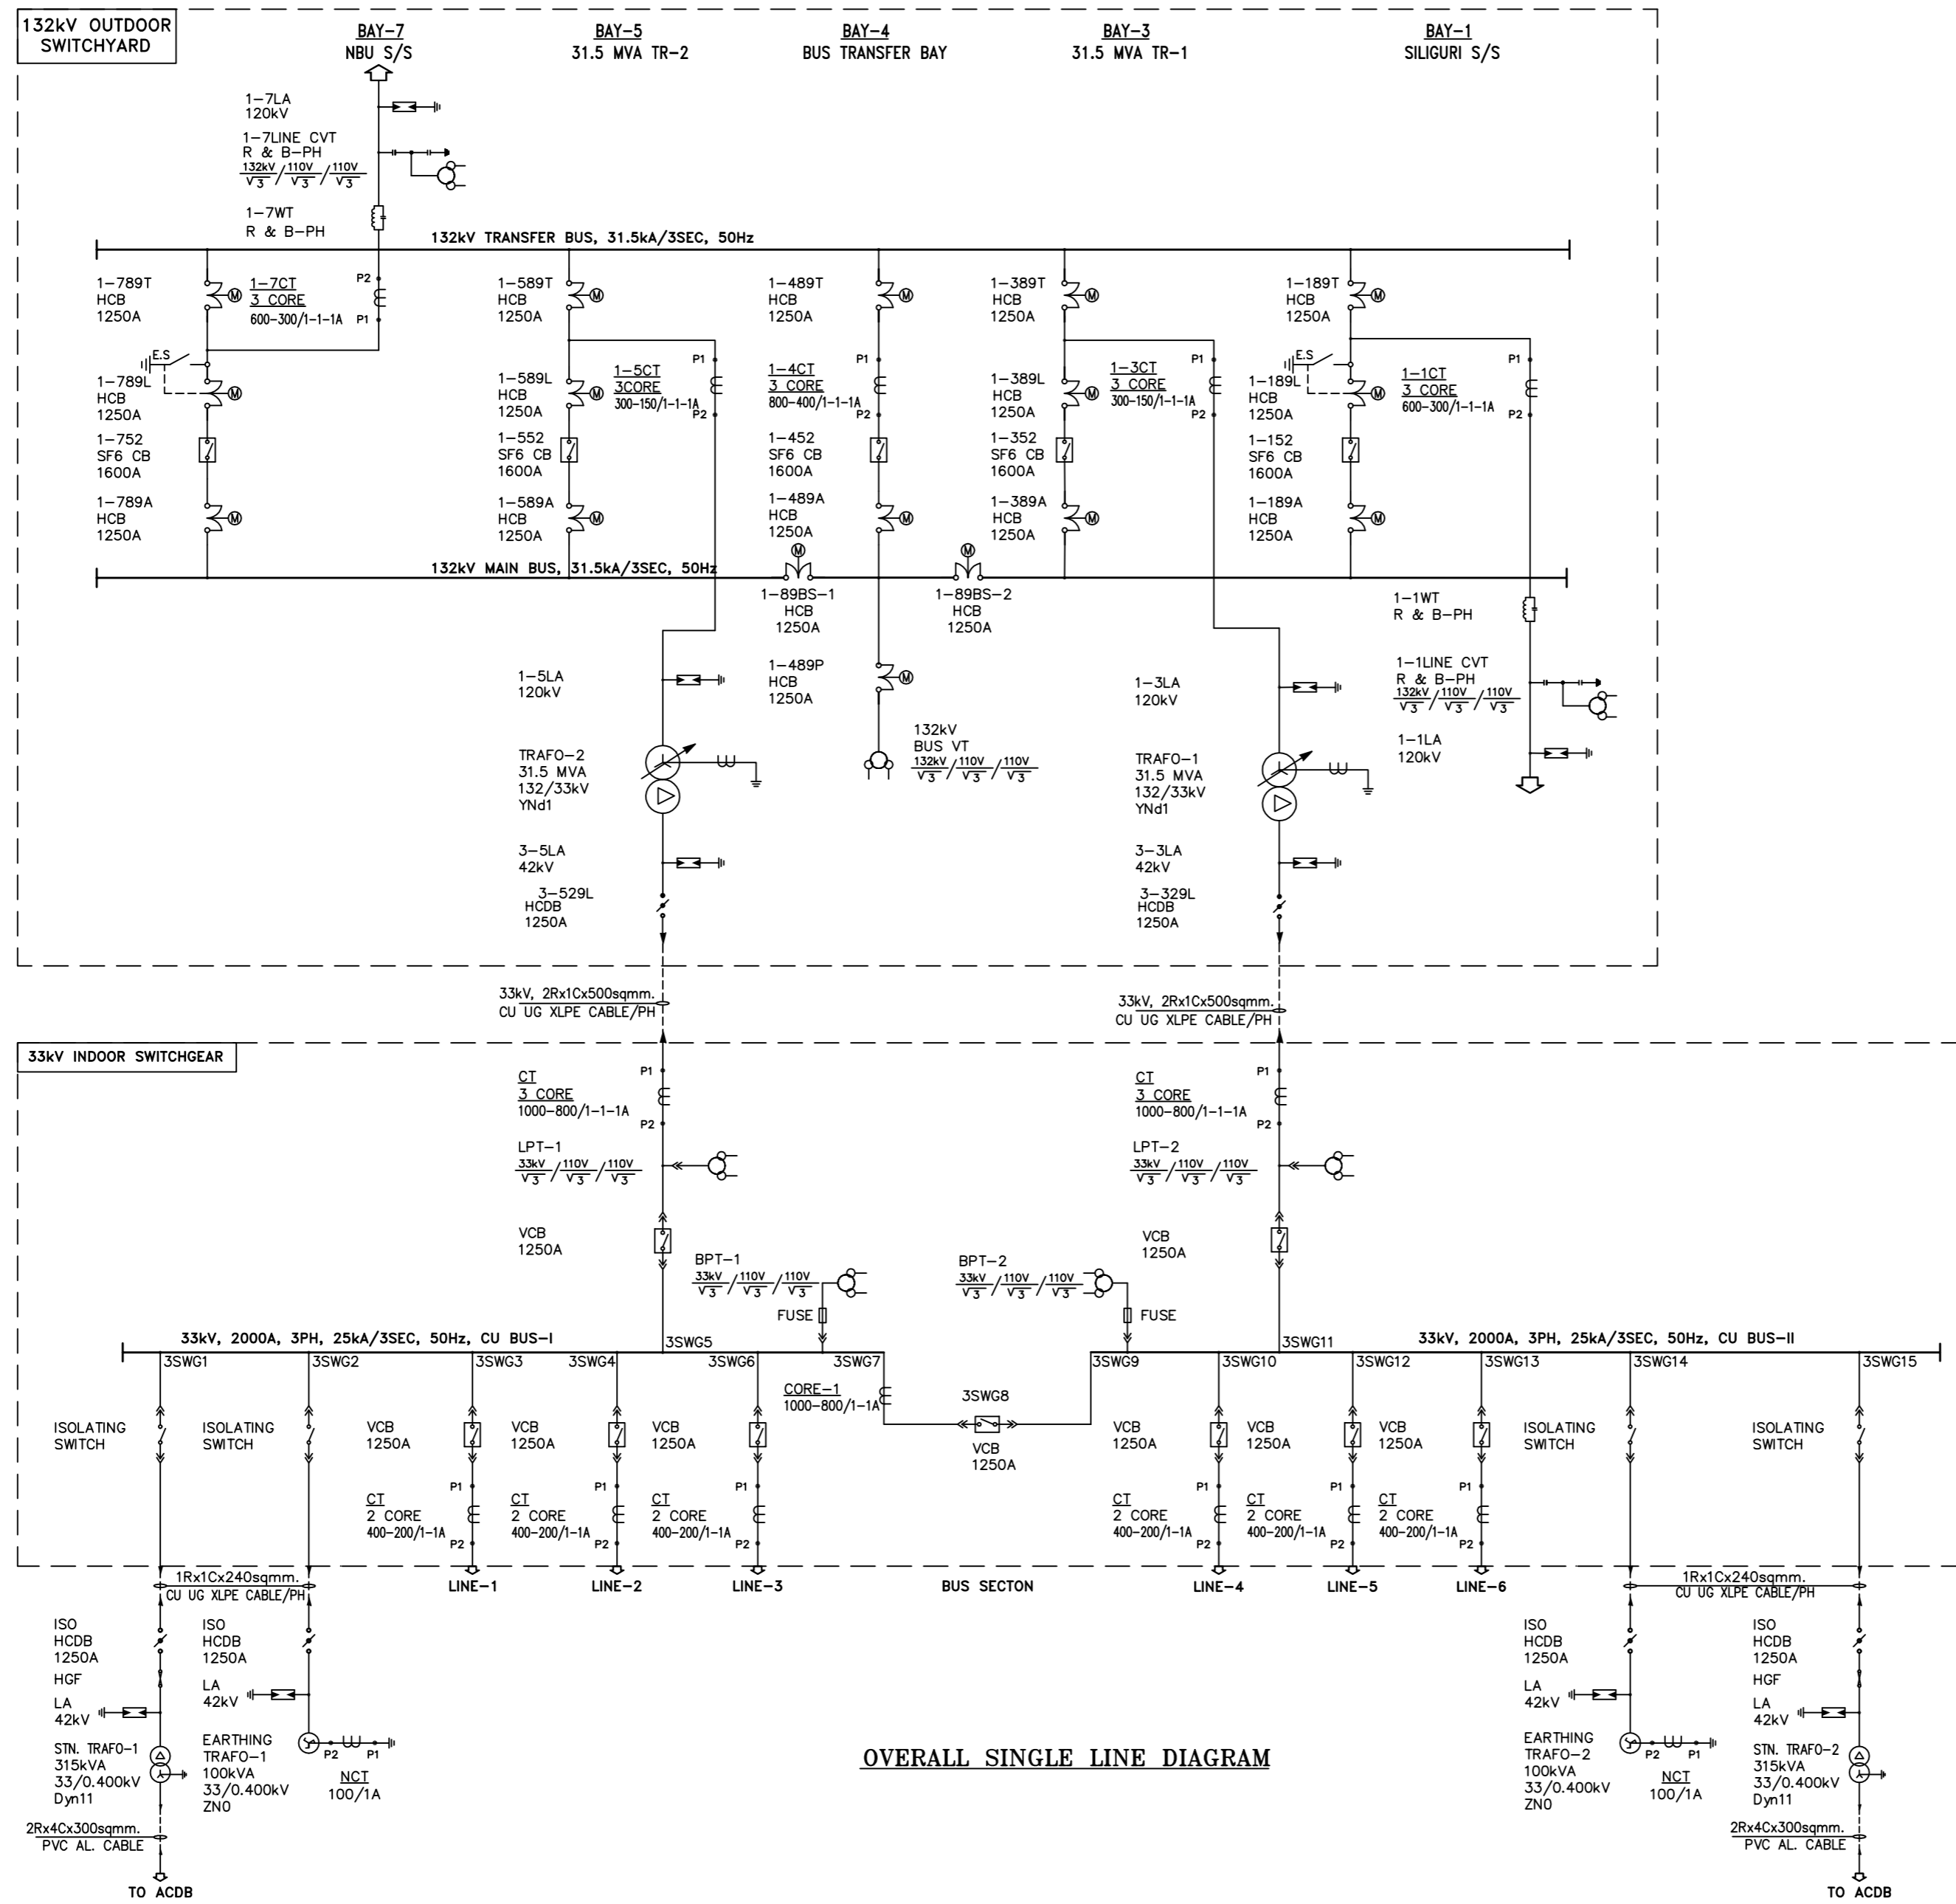 132kV OUTDOOR
SWITCHYARD
BAY-7
NBU S/S
BAY-5
31.5 MVA TR-2
BAY-4
BUS TRANSFER BAY
BAY-3
31.5 MVA TR-1
BAY-1
SILIGURI S/S
1-7LA
120kV
1-7LINE CVT
R & B-PH
132kV/√3 / 110V/√3 / 110V/√3
1-7WT
R & B-PH
132kV TRANSFER BUS, 31.5kA/3SEC, 50Hz
1-789T
HCB
1250A
M
1-7CT
3 CORE
600-300/1-1-1A
P2
P1
E.S
1-789L
HCB
1250A
M
1-752
SF6 CB
1600A
1-789A
HCB
1250A
M
1-589T
HCB
1250A
M
1-589L
HCB
1250A
M
1-5CT
3CORE
300-150/1-1-1A
P1
P2
1-552
SF6 CB
1600A
1-589A
HCB
1250A
M
1-489T
HCB
1250A
M
1-4CT
3 CORE
800-400/1-1-1A
P1
P2
1-452
SF6 CB
1600A
1-489A
HCB
1250A
M
1-389T
HCB
1250A
M
1-389L
HCB
1250A
M
1-3CT
3 CORE
300-150/1-1-1A
P1
P2
1-352
SF6 CB
1600A
1-389A
HCB
1250A
M
1-189T
HCB
1250A
M
E.S
1-189L
HCB
1250A
M
1-1CT
3 CORE
600-300/1-1-1A
P1
P2
1-152
SF6 CB
1600A
1-189A
HCB
1250A
M
132kV MAIN BUS, 31.5kA/3SEC, 50Hz
M
1-89BS-1
HCB
1250A
M
1-89BS-2
HCB
1250A
1-1WT
R & B-PH
1-5LA
120kV
1-489P
HCB
1250A
M
1-3LA
120kV
1-1LINE CVT
R & B-PH
132kV/√3 / 110V/√3 / 110V/√3
1-1LA
120kV
TRAFO-2
31.5 MVA
132/33kV
YNd1
132kV
BUS VT
132kV/√3 / 110V/√3 / 110V/√3
TRAFO-1
31.5 MVA
132/33kV
YNd1
3-5LA
42kV
3-529L
HCDB
1250A
3-3LA
42kV
3-329L
HCDB
1250A
33kV, 2Rx1Cx500sqmm.
CU UG XLPE CABLE/PH
33kV, 2Rx1Cx500sqmm.
CU UG XLPE CABLE/PH
33kV INDOOR SWITCHGEAR
CT
3 CORE
1000-800/1-1-1A
P1
P2
LPT-1
33kV/√3 / 110V/√3 / 110V/√3
VCB
1250A
CT
3 CORE
1000-800/1-1-1A
P1
P2
LPT-2
33kV/√3 / 110V/√3 / 110V/√3
VCB
1250A
BPT-1
33kV/√3 / 110V/√3 / 110V/√3
FUSE
BPT-2
33kV/√3 / 110V/√3 / 110V/√3
FUSE
33kV, 2000A, 3PH, 25kA/3SEC, 50Hz, CU BUS-I
3SWG5
3SWG11
33kV, 2000A, 3PH, 25kA/3SEC, 50Hz, CU BUS-II
3SWG1
3SWG2
3SWG3
3SWG4
3SWG6
3SWG7
3SWG9
3SWG10
3SWG12
3SWG13
3SWG14
3SWG15
CORE-1
1000-800/1-1A
3SWG8
VCB
1250A
ISOLATING
SWITCH
ISOLATING
SWITCH
VCB
1250A
VCB
1250A
VCB
1250A
VCB
1250A
VCB
1250A
VCB
1250A
ISOLATING
SWITCH
ISOLATING
SWITCH
P1
CT
2 CORE
400-200/1-1A
P2
P1
CT
2 CORE
400-200/1-1A
P2
P1
CT
2 CORE
400-200/1-1A
P2
P1
CT
2 CORE
400-200/1-1A
P2
P1
CT
2 CORE
400-200/1-1A
P2
P1
CT
2 CORE
400-200/1-1A
P2
1Rx1Cx240sqmm.
CU UG XLPE CABLE/PH
LINE-1
LINE-2
LINE-3
BUS SECTON
LINE-4
LINE-5
LINE-6
1Rx1Cx240sqmm.
CU UG XLPE CABLE/PH
ISO
HCDB
1250A
HGF
LA
42kV
STN. TRAFO-1
315kVA
33/0.400kV
Dyn11
2Rx4Cx300sqmm.
PVC AL. CABLE
TO ACDB
ISO
HCDB
1250A
LA
42kV
EARTHING
TRAFO-1
100kVA
33/0.400kV
ZN0
P2
P1
NCT
100/1A
OVERALL SINGLE LINE DIAGRAM
ISO
HCDB
1250A
LA
42kV
EARTHING
TRAFO-2
100kVA
33/0.400kV
ZN0
P2
P1
NCT
100/1A
ISO
HCDB
1250A
HGF
LA
42kV
STN. TRAFO-2
315kVA
33/0.400kV
Dyn11
2Rx4Cx300sqmm.
PVC AL. CABLE
TO ACDB